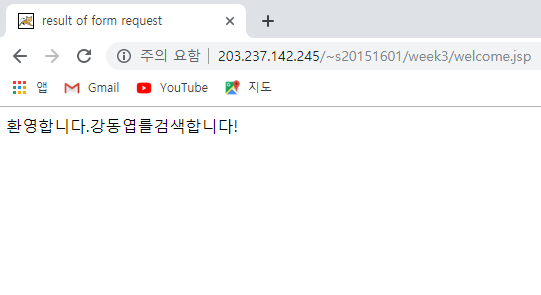 result of form request
주의 요함 203.237.142.245/~s20151601/week3/welcome.jsp
앱 Gmail YouTube 지도
환영합니다.강동엽를검색합니다!